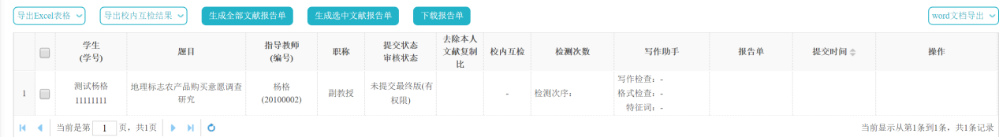 导出Excel表格 导出校内互检结果 生成全部文献报告单 生成选中文献报告单 下载报告单 word文档导出
学生
(学号)
题目
指导教师
(编号)
职称
提交状态
审核状态
去除本人
文献复制
比
校内互检
检测次数
写作助手
报告单
提交时间
操作
1
测试杨格
11111111
地理标志农产品购买意愿调查
研究
杨格
(20100002)
副教授
未提交最终版(有
权限)
-
检测次序:
写作检查: -
格式检查: -
特征词: -
当前是第 1 页，共1页
当前显示从第1条到1条，共1条记录